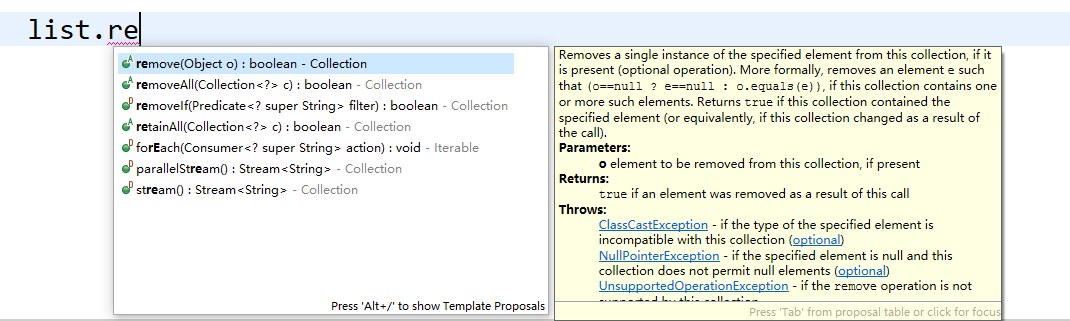 list.re
remove(Object o) : boolean - Collection
removeAll(Collection<?> c) : boolean - Collection
removeIf(Predicate<? super String> filter) : boolean - Collection
retainAll(Collection<?> c) : boolean - Collection
forEach(Consumer<? super String> action) : void - Iterable
parallelStream() : Stream<String> - Collection
stream() : Stream<String> - Collection
Press 'Alt+/' to show Template Proposals
Removes a single instance of the specified element from this collection, if it
is present (optional operation). More formally, removes an element e such
that (o==null ? e==null : o.equals(e)), if this collection contains one
or more such elements. Returns true if this collection contained the
specified element (or equivalently, if this collection changed as a result of
the call).
Parameters:
o element to be removed from this collection, if present
Returns:
true if an element was removed as a result of this call
Throws:
ClassCastException - if the type of the specified element is
incompatible with this collection (optional)
NullPointerException - if the specified element is null and this
collection does not permit null elements (optional)
UnsupportedOperationException - if the remove operation is not
supported by this collection
Press 'Tab' from proposal table or click for focus